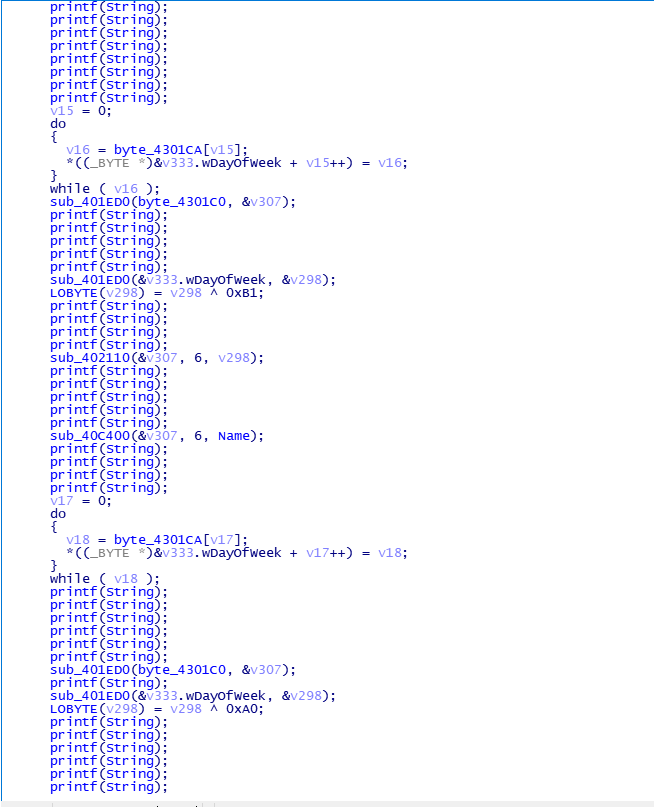 printf(String);
printf(String);
printf(String);
printf(String);
printf(String);
printf(String);
printf(String);
printf(String);
v15 = 0;
do
{
v16 = byte_4301CA[v15];
*((_BYTE *)&v333.wDayOfWeek + v15++) = v16;
}
while ( v16 );
sub_401ED0(byte_4301C0, &v307);
printf(String);
printf(String);
printf(String);
printf(String);
printf(String);
sub_401ED0(&v333.wDayOfWeek, &v298);
LOBYTE(v298) = v298 ^ 0xB1;
printf(String);
printf(String);
printf(String);
printf(String);
sub_402110(&v307, 6, v298);
printf(String);
printf(String);
printf(String);
printf(String);
printf(String);
sub_40C400(&v307, 6, Name);
printf(String);
printf(String);
printf(String);
printf(String);
v17 = 0;
do
{
v18 = byte_4301CA[v17];
*((_BYTE *)&v333.wDayOfWeek + v17++) = v18;
}
while ( v18 );
printf(String);
printf(String);
printf(String);
printf(String);
printf(String);
printf(String);
sub_401ED0(byte_4301C0, &v307);
printf(String);
sub_401ED0(&v333.wDayOfWeek, &v298);
LOBYTE(v298) = v298 ^ 0xA0;
printf(String);
printf(String);
printf(String);
printf(String);
printf(String);
printf(String);